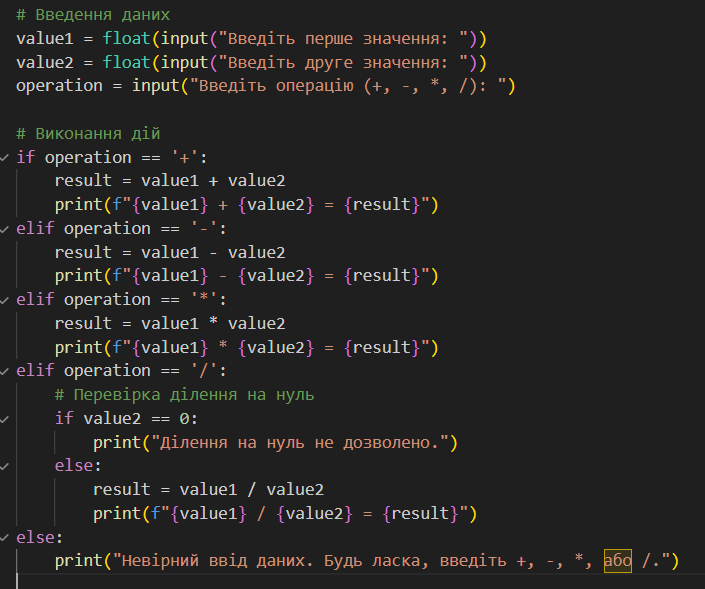 # Введення даних
value1 = float(input("Введіть перше значення: "))
value2 = float(input("Введіть друге значення: "))
operation = input("Введіть операцію (+, -, *, /): ")

# Виконання дій
if operation == '+':
    result = value1 + value2
    print(f"{value1} + {value2} = {result}")
elif operation == '-':
    result = value1 - value2
    print(f"{value1} - {value2} = {result}")
elif operation == '*':
    result = value1 * value2
    print(f"{value1} * {value2} = {result}")
elif operation == '/':
    # Перевірка ділення на нуль
    if value2 == 0:
        print("Ділення на нуль не дозволено.")
    else:
        result = value1 / value2
        print(f"{value1} / {value2} = {result}")
else:
    print("Невірний ввід даних. Будь ласка, введіть +, -, *, або /.")